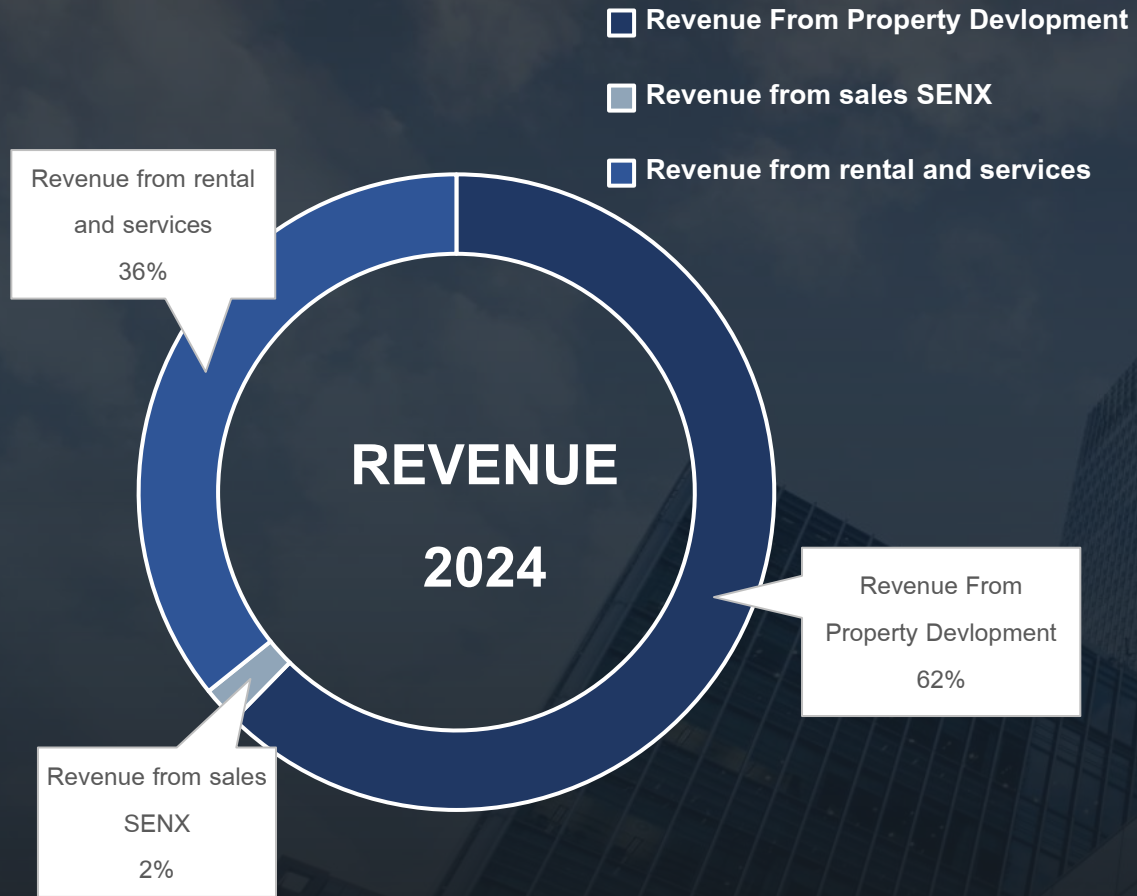 Revenue From Property Devlopment
Revenue from sales SENX
Revenue from rental and services
Revenue from rental
and services
36%
REVENUE
2024
Revenue From
Property Devlopment
62%
Revenue from sales
SENX
2%